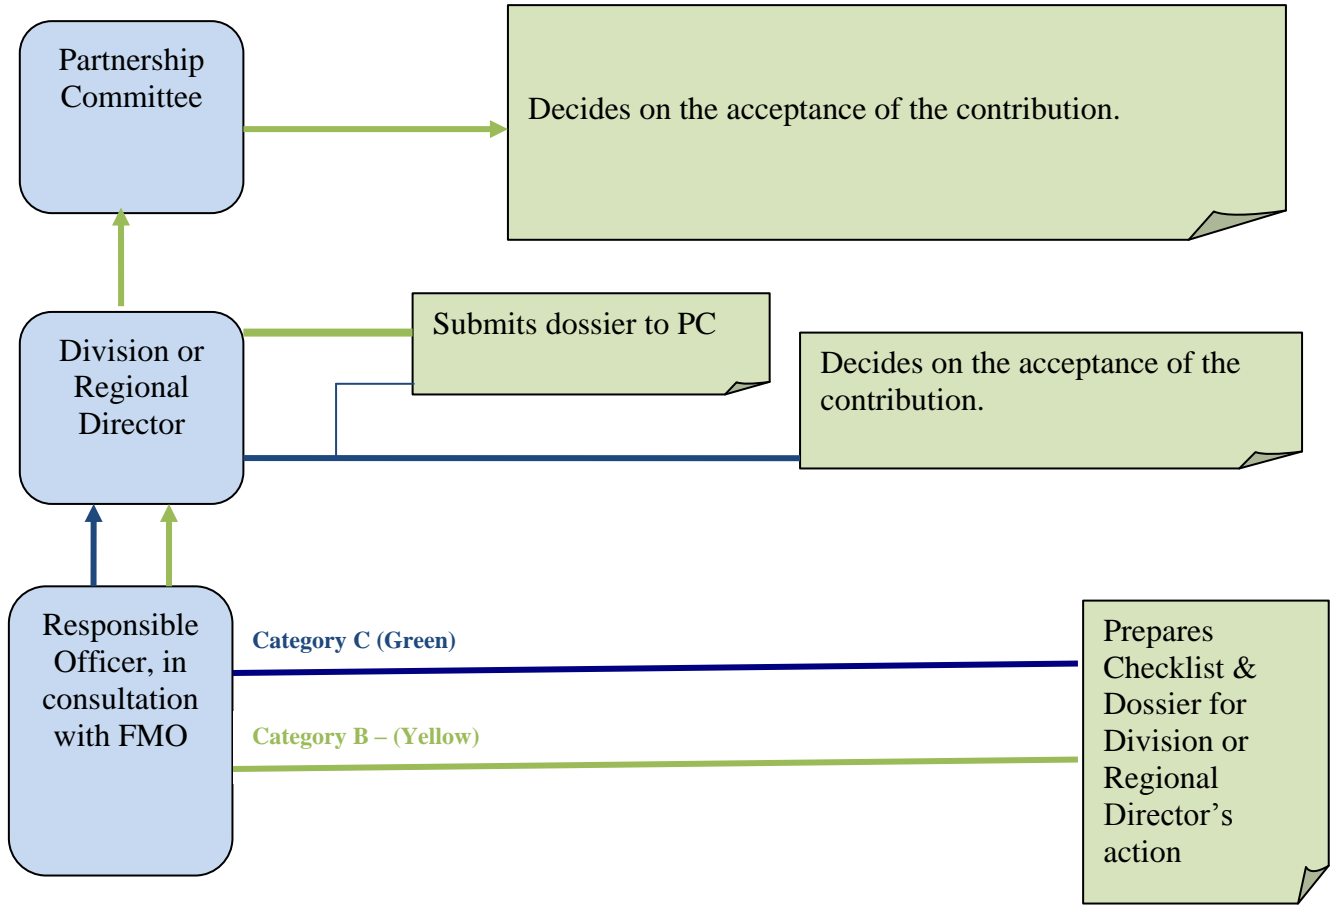 Partnership
Committee
Decides on the acceptance of the contribution.
Division or
Regional
Director
Submits dossier to PC
Decides on the acceptance of the
contribution.
Responsible
Officer, in
consultation
with FMO
Category C (Green)
Category B – (Yellow)
Prepares
Checklist &
Dossier for
Division or
Regional
Director’s
action